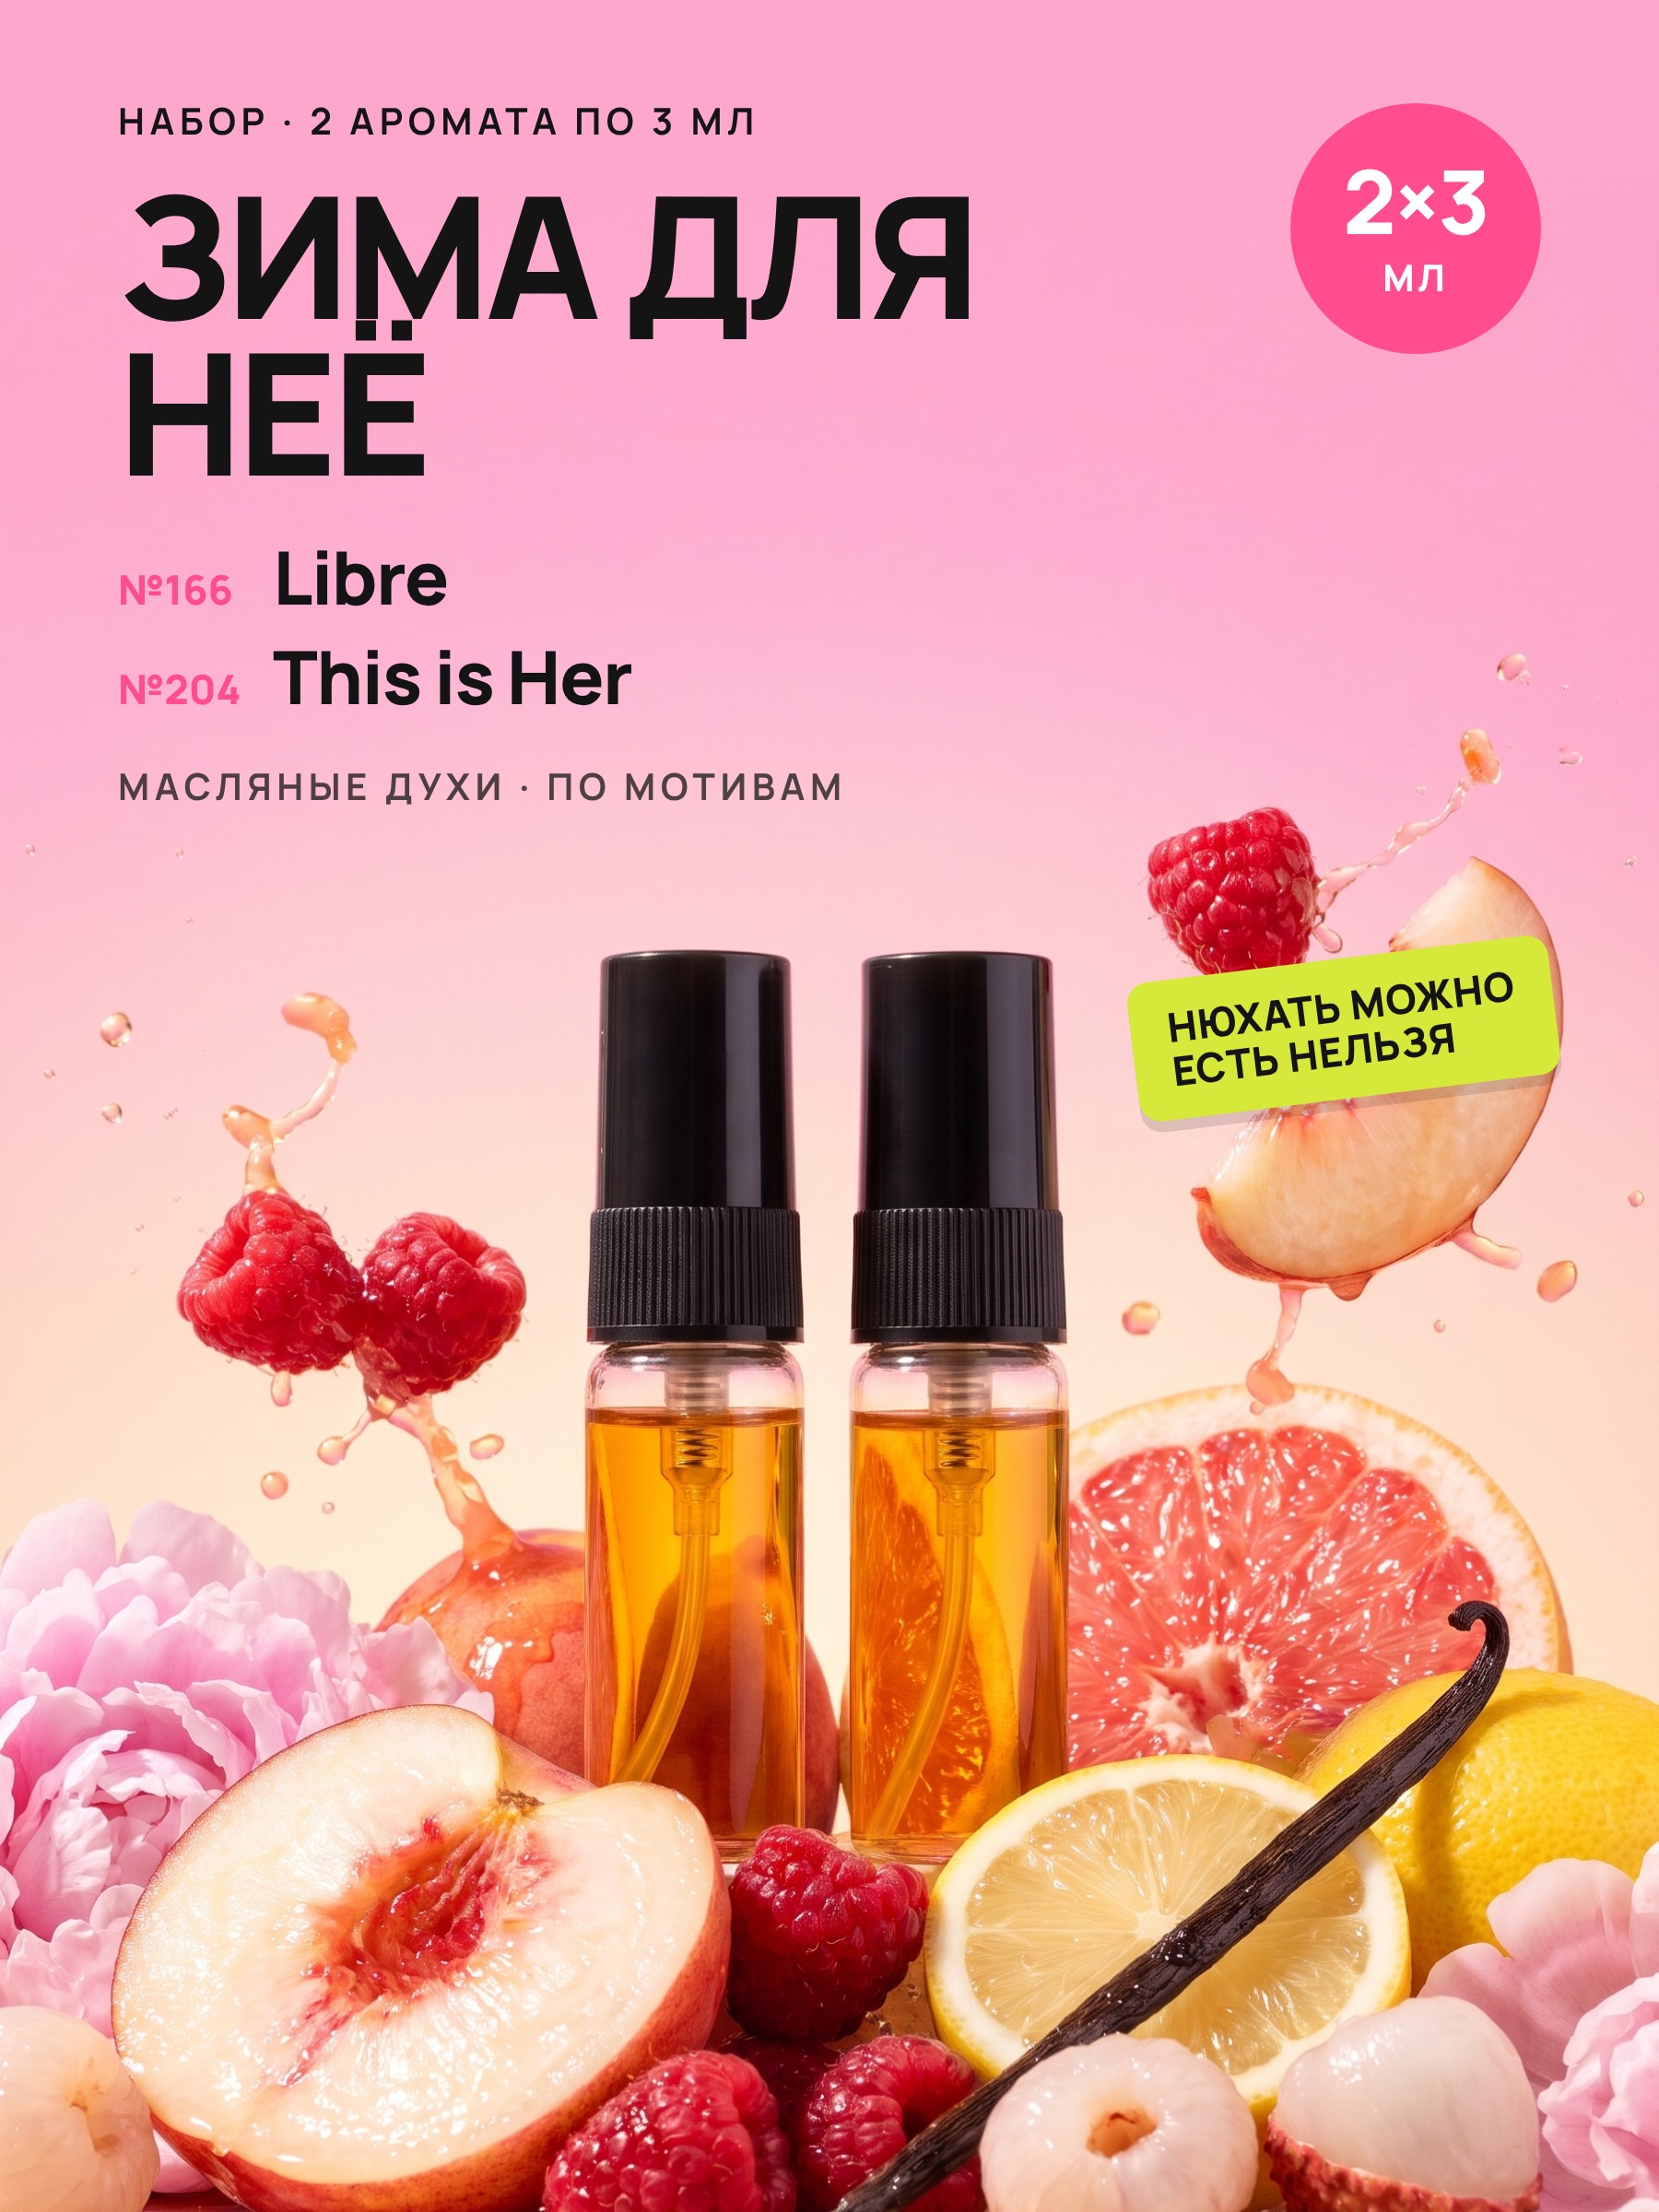 НАБОР · 2 АРОМАТА ПО 3 МЛ
2×3
МЛ
ЗИМА ДЛЯ
НЕЁ
№166 Libre
№204 This is Her
МАСЛЯНЫЕ ДУХИ · ПО МОТИВАМ
НЮХАТЬ МОЖНО
ЕСТЬ НЕЛЬЗЯ